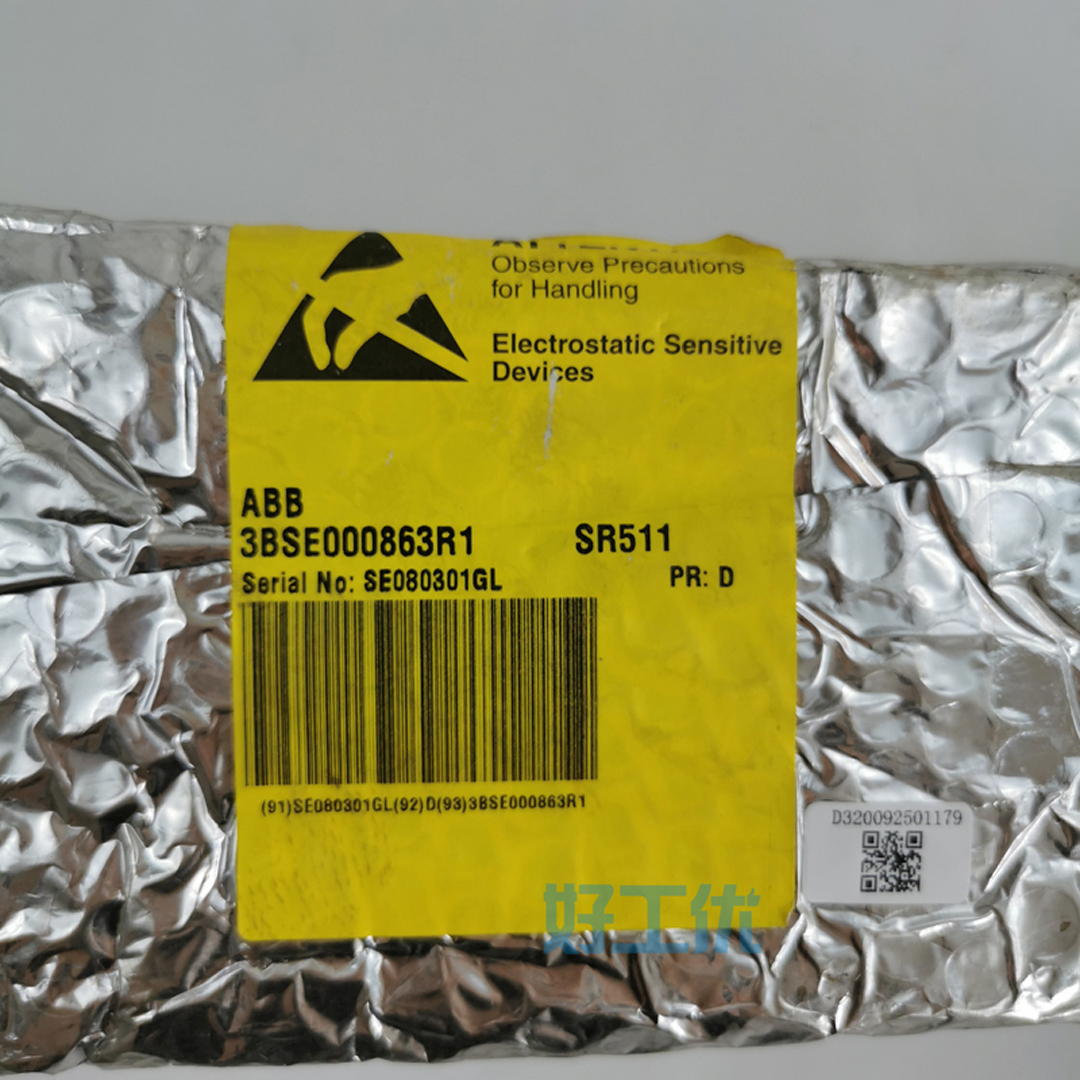 Observe Precautions
for Handling
Electrostatic Sensitive
Devices
ABB
3BSE000863R1 SR511
Serial No: SE080301GL PR: D
(91)SE080301GL(92)D(93)3BSE000863R1
D320092501179
好工优